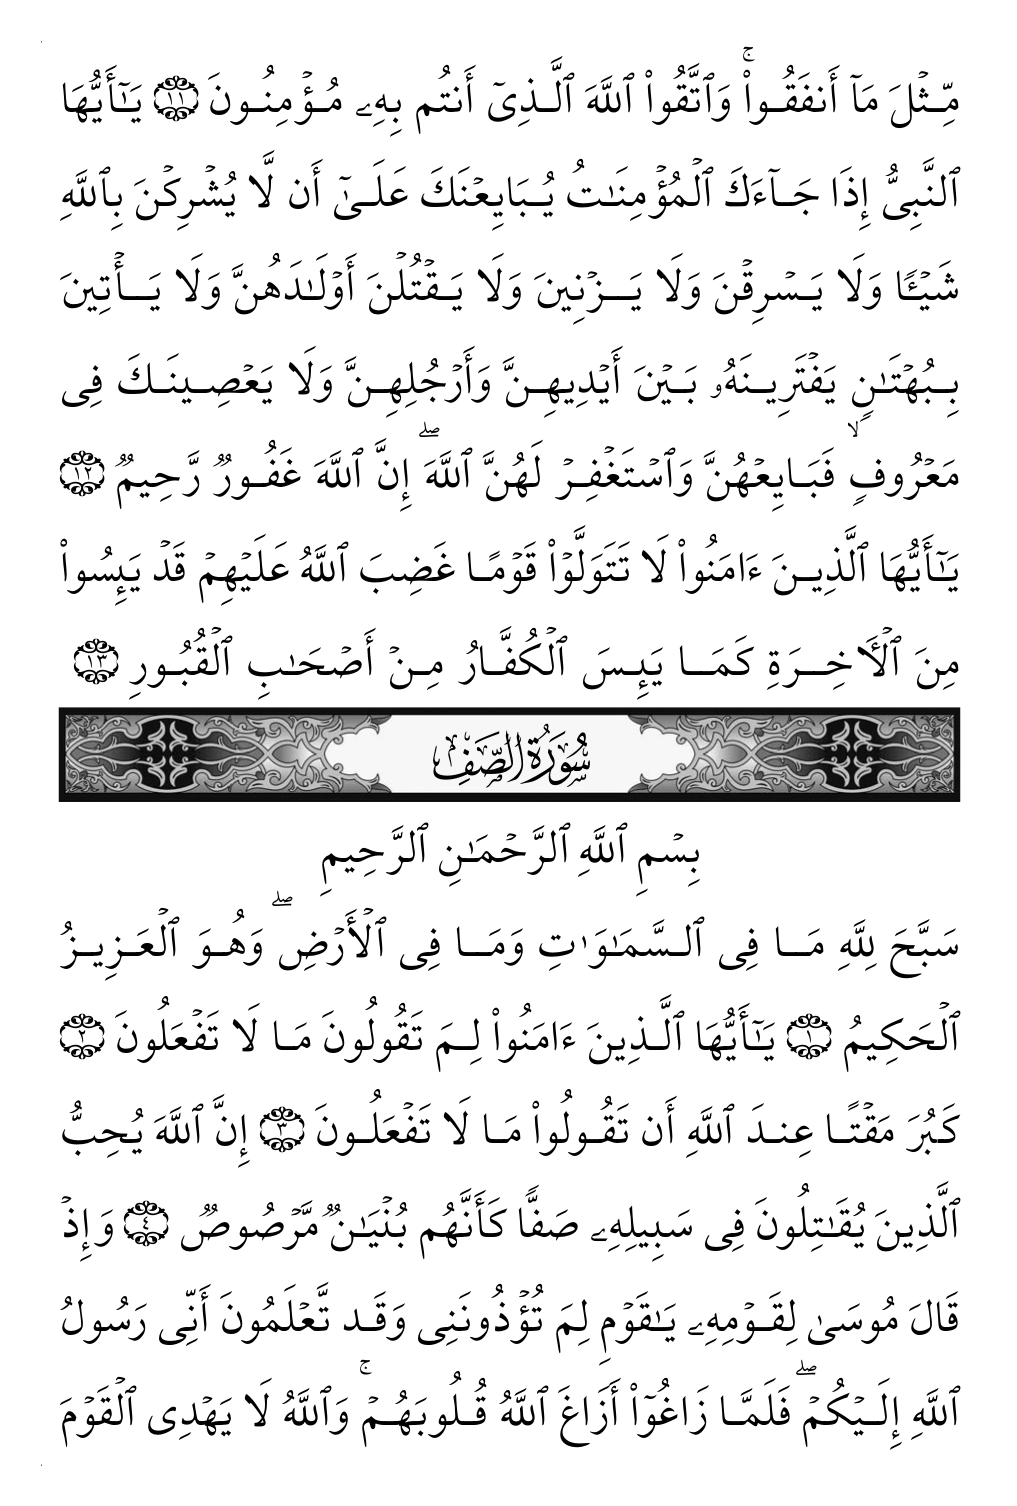 مِّثۡلَ مَآ أَنفَقُواْۚ وَٱتَّقُواْ ٱللَّهَ ٱلَّذِيٓ أَنتُم بِهِۦ مُؤۡمِنُونَ ١١ يَٰٓأَيُّهَا
ٱلنَّبِيُّ إِذَا جَآءَكَ ٱلۡمُؤۡمِنَٰتُ يُبَايِعۡنَكَ عَلَىٰٓ أَن لَّا يُشۡرِكۡنَ بِٱللَّهِ
شَيۡـٔٗا وَلَا يَسۡرِقۡنَ وَلَا يَزۡنِينَ وَلَا يَقۡتُلۡنَ أَوۡلَٰدَهُنَّ وَلَا يَأۡتِينَ
بِبُهۡتَٰنٖ يَفۡتَرِينَهُۥ بَيۡنَ أَيۡدِيهِنَّ وَأَرۡجُلِهِنَّ وَلَا يَعۡصِينَكَ فِي
مَعۡرُوفٖۙ فَبَايِعۡهُنَّ وَٱسۡتَغۡفِرۡ لَهُنَّ ٱللَّهَۖ إِنَّ ٱللَّهَ غَفُورٞ رَّحِيمٞ ١٢
يَٰٓأَيُّهَا ٱلَّذِينَ ءَامَنُواْ لَا تَتَوَلَّوۡاْ قَوۡمًا غَضِبَ ٱللَّهُ عَلَيۡهِمۡ قَدۡ يَئِسُواْ
مِنَ ٱلۡأٓخِرَةِ كَمَا يَئِسَ ٱلۡكُفَّارُ مِنۡ أَصۡحَٰبِ ٱلۡقُبُورِ ١٣
سُورَةُ الصَّفِّ
بِسۡمِ ٱللَّهِ ٱلرَّحۡمَٰنِ ٱلرَّحِيمِ
سَبَّحَ لِلَّهِ مَا فِي ٱلسَّمَٰوَٰتِ وَمَا فِي ٱلۡأَرۡضِۖ وَهُوَ ٱلۡعَزِيزُ
ٱلۡحَكِيمُ ١ يَٰٓأَيُّهَا ٱلَّذِينَ ءَامَنُواْ لِمَ تَقُولُونَ مَا لَا تَفۡعَلُونَ ٢
كَبُرَ مَقۡتًا عِندَ ٱللَّهِ أَن تَقُولُواْ مَا لَا تَفۡعَلُونَ ٣ إِنَّ ٱللَّهَ يُحِبُّ
ٱلَّذِينَ يُقَٰتِلُونَ فِي سَبِيلِهِۦ صَفّٗا كَأَنَّهُم بُنۡيَٰنٞ مَّرۡصُوصٞ ٤ وَإِذۡ
قَالَ مُوسَىٰ لِقَوۡمِهِۦ يَٰقَوۡمِ لِمَ تُؤۡذُونَنِي وَقَد تَّعۡلَمُونَ أَنِّي رَسُولُ
ٱللَّهِ إِلَيۡكُمۡۖ فَلَمَّا زَاغُوٓاْ أَزَاغَ ٱللَّهُ قُلُوبَهُمۡۚ وَٱللَّهُ لَا يَهۡدِي ٱلۡقَوۡمَ